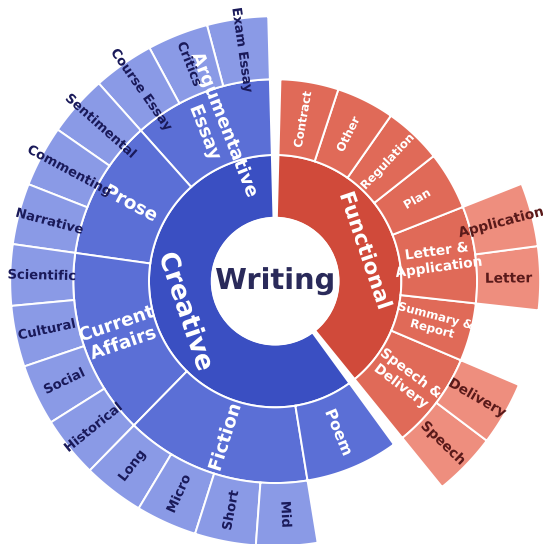 Writing
Functional
Contract
Other
Regulation
Plan
Letter &
Application
Application
Letter
Summary &
Report
Speech &
Delivery
Delivery
Speech
Creative
Poem
Fiction
Mid
Short
Micro
Long
Current
Affairs
Historical
Social
Cultural
Scientific
Prose
Narrative
Commenting
Sentimental
Argumentative
Essay
Course Essay
Critics
Exam Essay